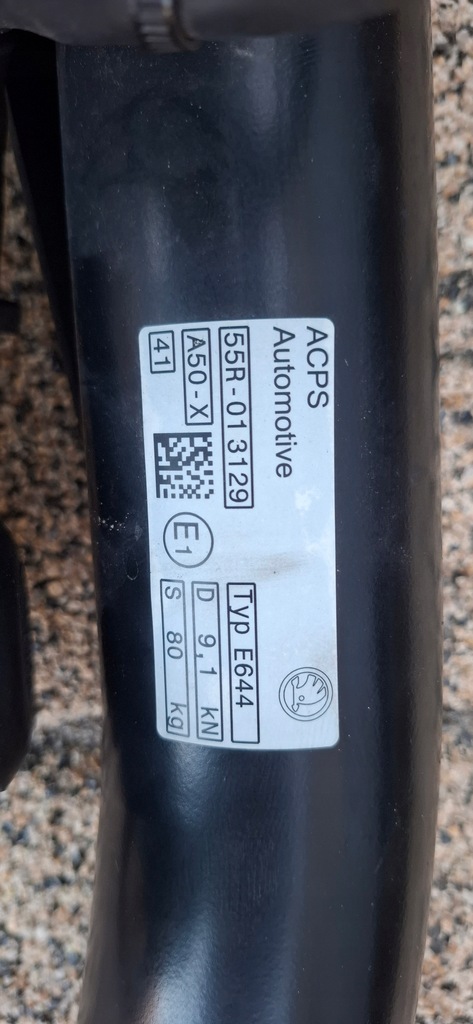 ACPS
Automotive
55R-013129
A50-X
41
E1
Typ E644
D 9,1 kN
S 80 kg